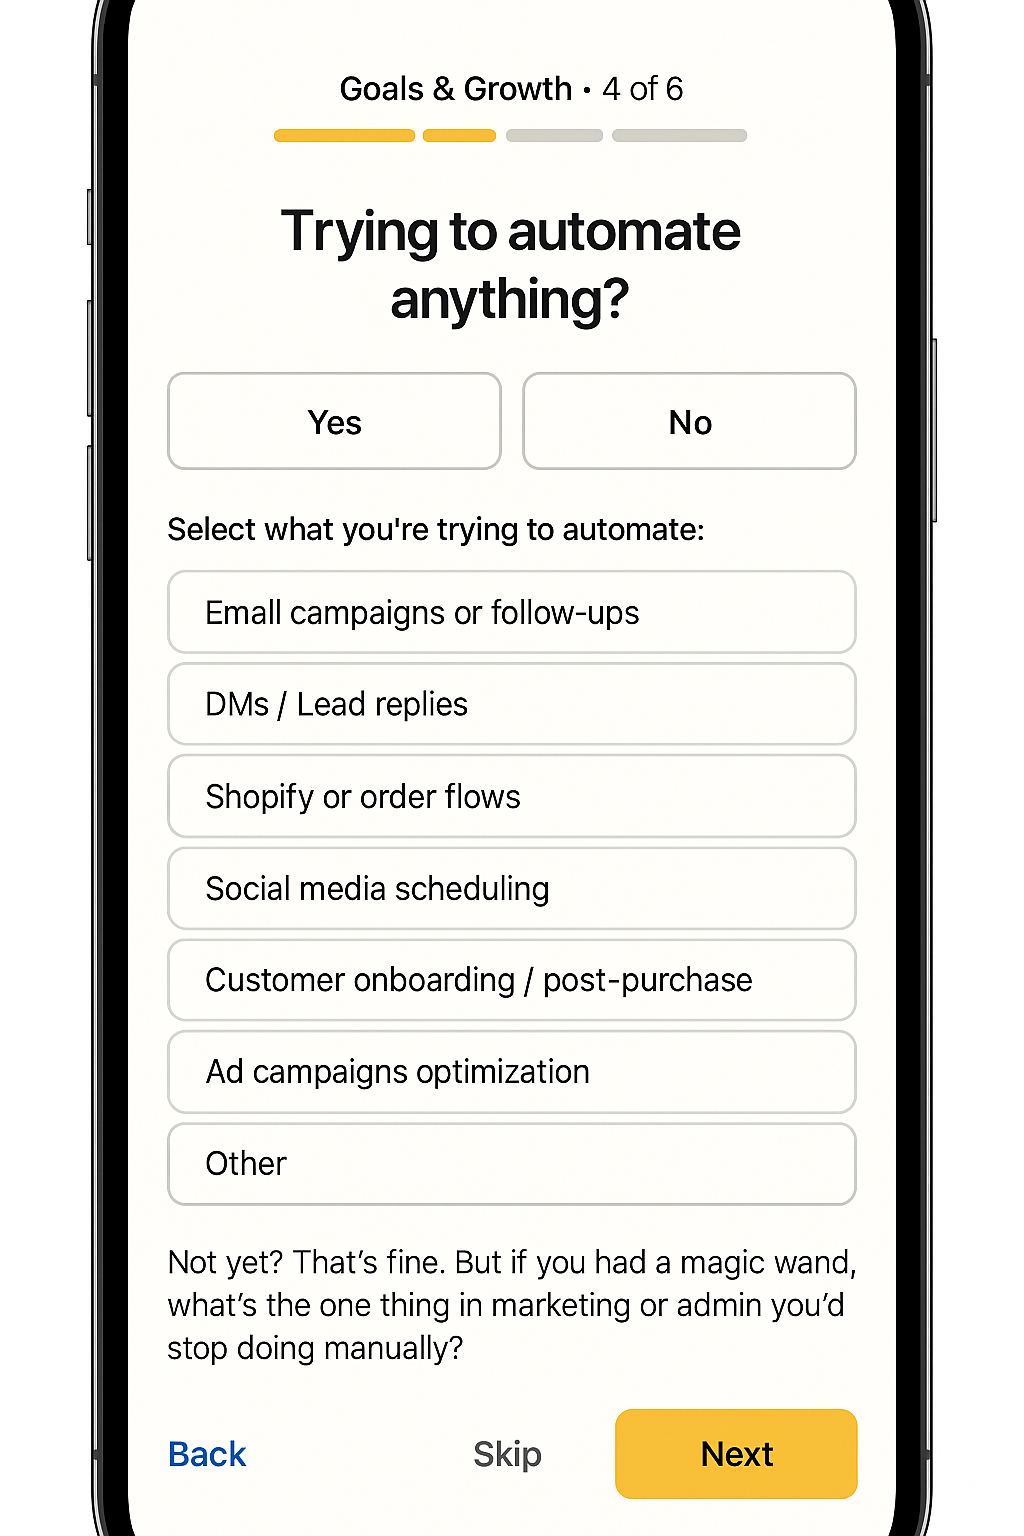 Goals & Growth • 4 of 6
Trying to automate
anything?
Yes
No
Select what you're trying to automate:
Emall campaigns or follow-ups
DMs / Lead replies
Shopify or order flows
Social media scheduling
Customer onboarding / post-purchase
Ad campaigns optimization
Other
Not yet? That’s fine. But if you had a magic wand,
what’s the one thing in marketing or admin you’d
stop doing manually?
Back
Skip
Next